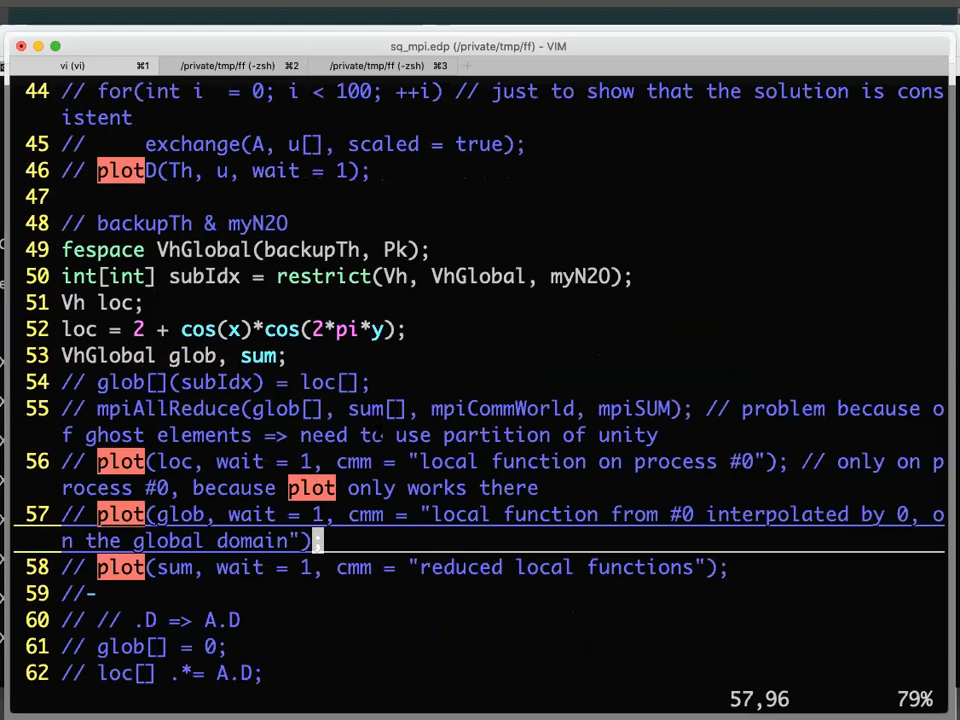 sq_mpi.edp (/private/tmp/ff) - VIM
vi (vi) ⌘1 /private/tmp/ff (-zsh) ⌘2 /private/tmp/ff (-zsh) ⌘3 +
44 // for(int i  = 0; i < 100; ++i) // just to show that the solution is cons
istent
45 //     exchange(A, u[], scaled = true);
46 // plotD(Th, u, wait = 1);
47
48 // backupTh & myN2O
49 fespace VhGlobal(backupTh, Pk);
50 int[int] subIdx = restrict(Vh, VhGlobal, myN2O);
51 Vh loc;
52 loc = 2 + cos(x)*cos(2*pi*y);
53 VhGlobal glob, sum;
54 // glob[](subIdx) = loc[];
55 // mpiAllReduce(glob[], sum[], mpiCommWorld, mpiSUM); // problem because o
f ghost elements => need to use partition of unity
56 // plot(loc, wait = 1, cmm = "local function on process #0"); // only on p
rocess #0, because plot only works there
57 // plot(glob, wait = 1, cmm = "local function from #0 interpolated by 0, o
n the global domain");
58 // plot(sum, wait = 1, cmm = "reduced local functions");
59 //-
60 // // .D => A.D
61 // glob[] = 0;
62 // loc[] .*= A.D;
57,96 79%